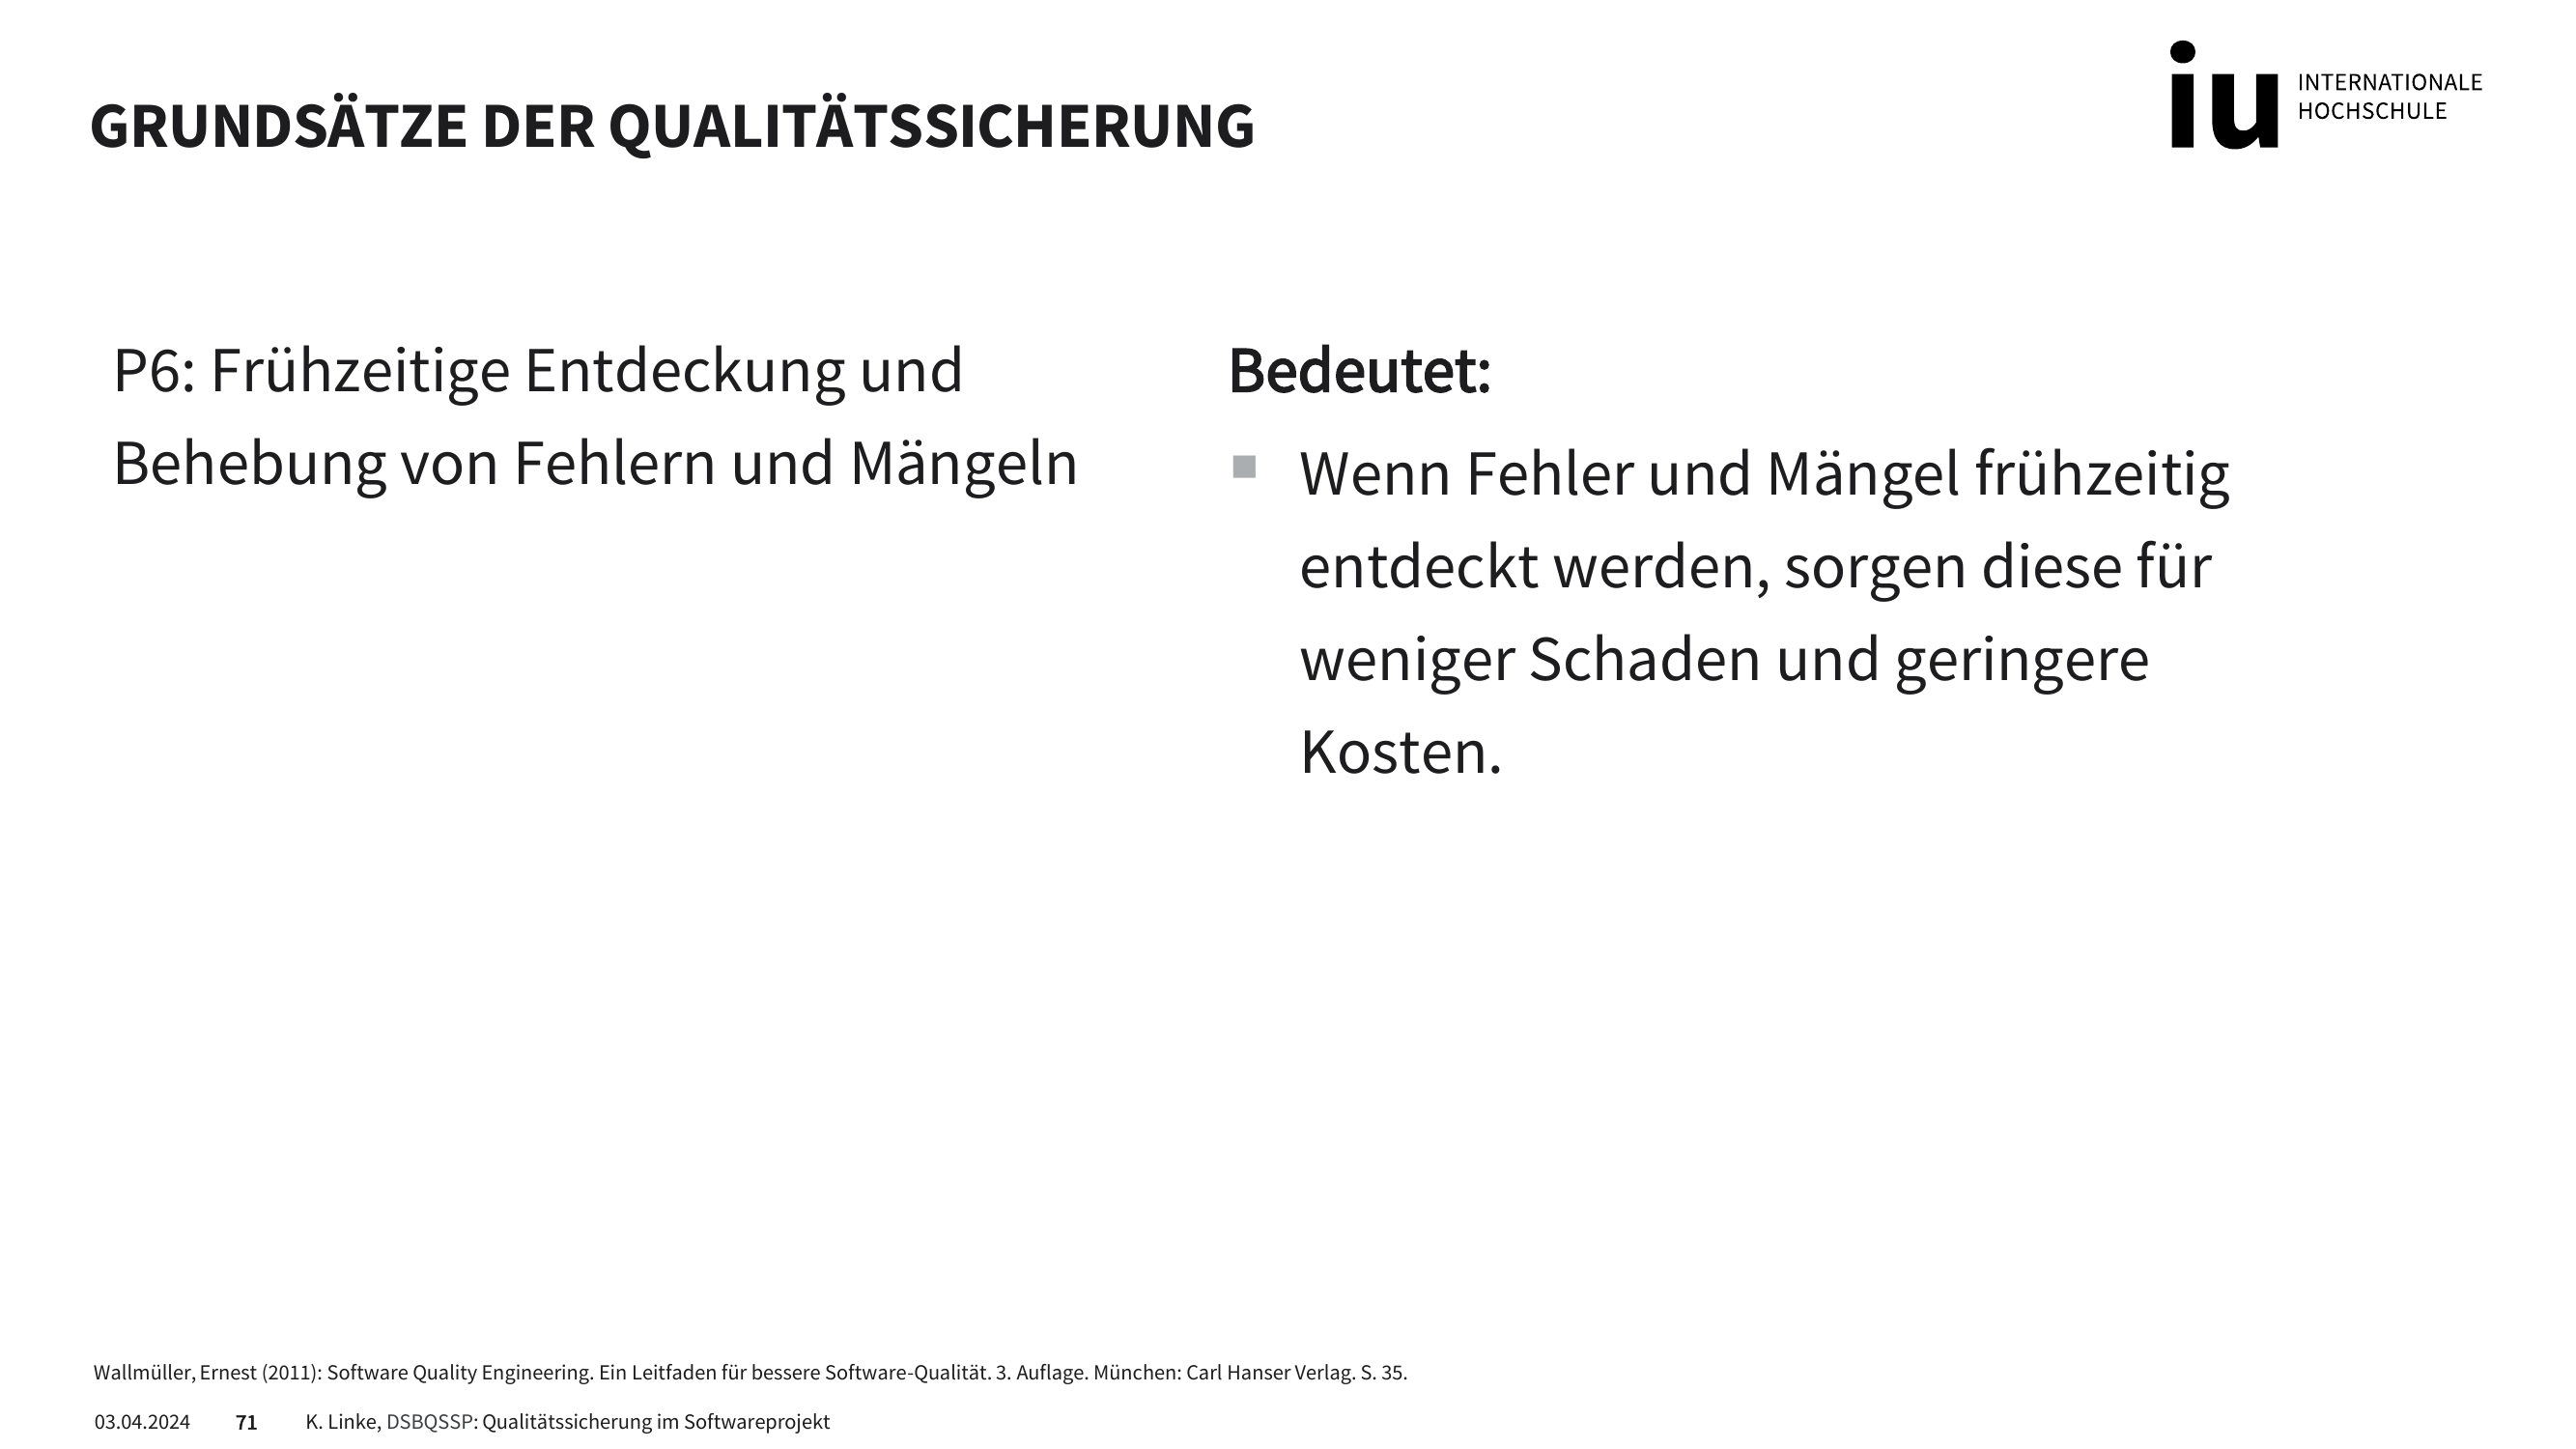 GRUNDSÄTZE DER QUALITÄTSSICHERUNG
iu INTERNATIONALE
HOCHSCHULE
P6: Frühzeitige Entdeckung und
Behebung von Fehlern und Mängeln
Bedeutet:
Wenn Fehler und Mängel frühzeitig
entdeckt werden, sorgen diese für
weniger Schaden und geringere
Kosten.
Wallmüller, Ernest (2011): Software Quality Engineering. Ein Leitfaden für bessere Software-Qualität. 3. Auflage. München: Carl Hanser Verlag. S. 35.
03.04.2024 71 K. Linke, DSBQSSP: Qualitätssicherung im Softwareprojekt